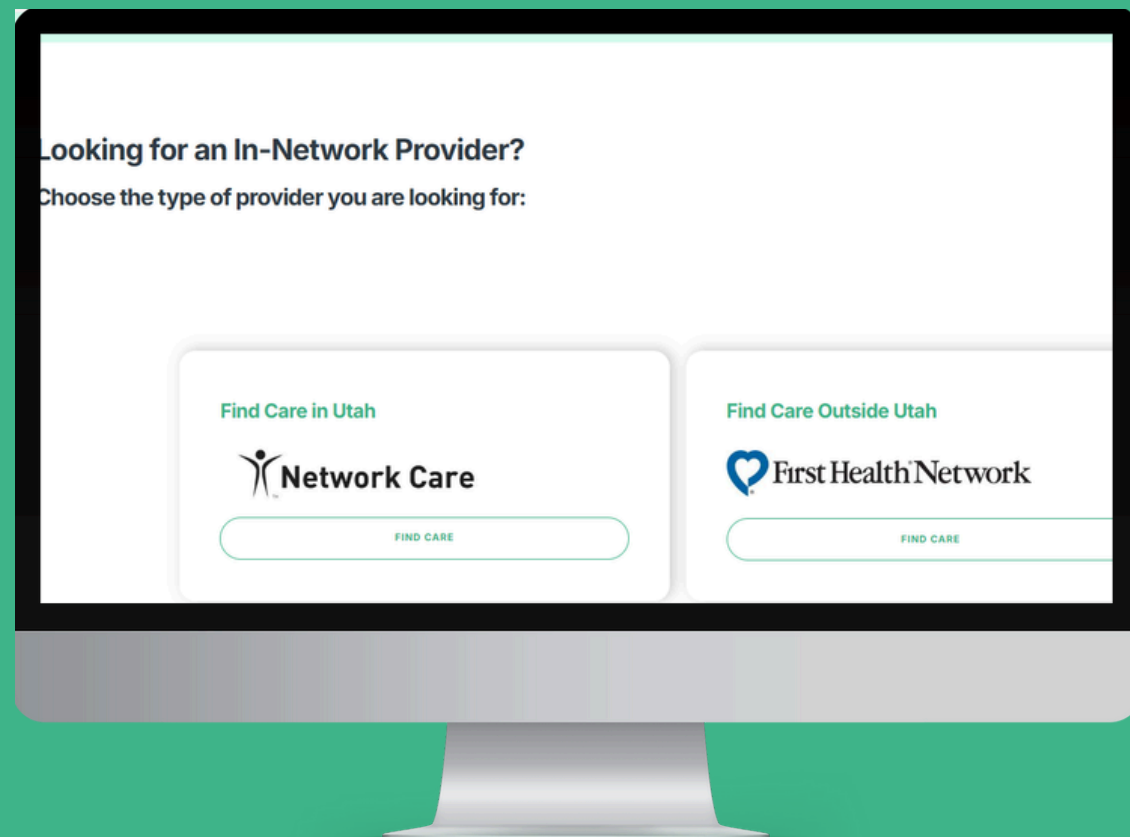 Looking for an In-Network Provider?
Choose the type of provider you are looking for:
Find Care in Utah
Network Care
FIND CARE
Find Care Outside Utah
First Health Network
FIND CARE